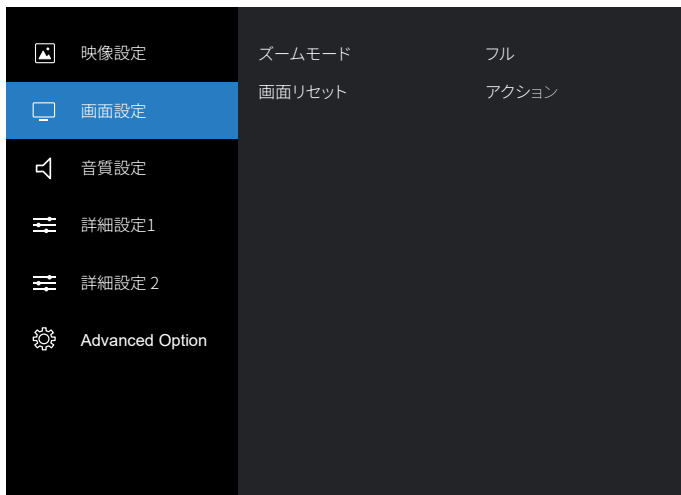 映像設定
画面設定
音質設定
詳細設定1
詳細設定 2
Advanced Option
ズームモード フル
画面リセット アクション